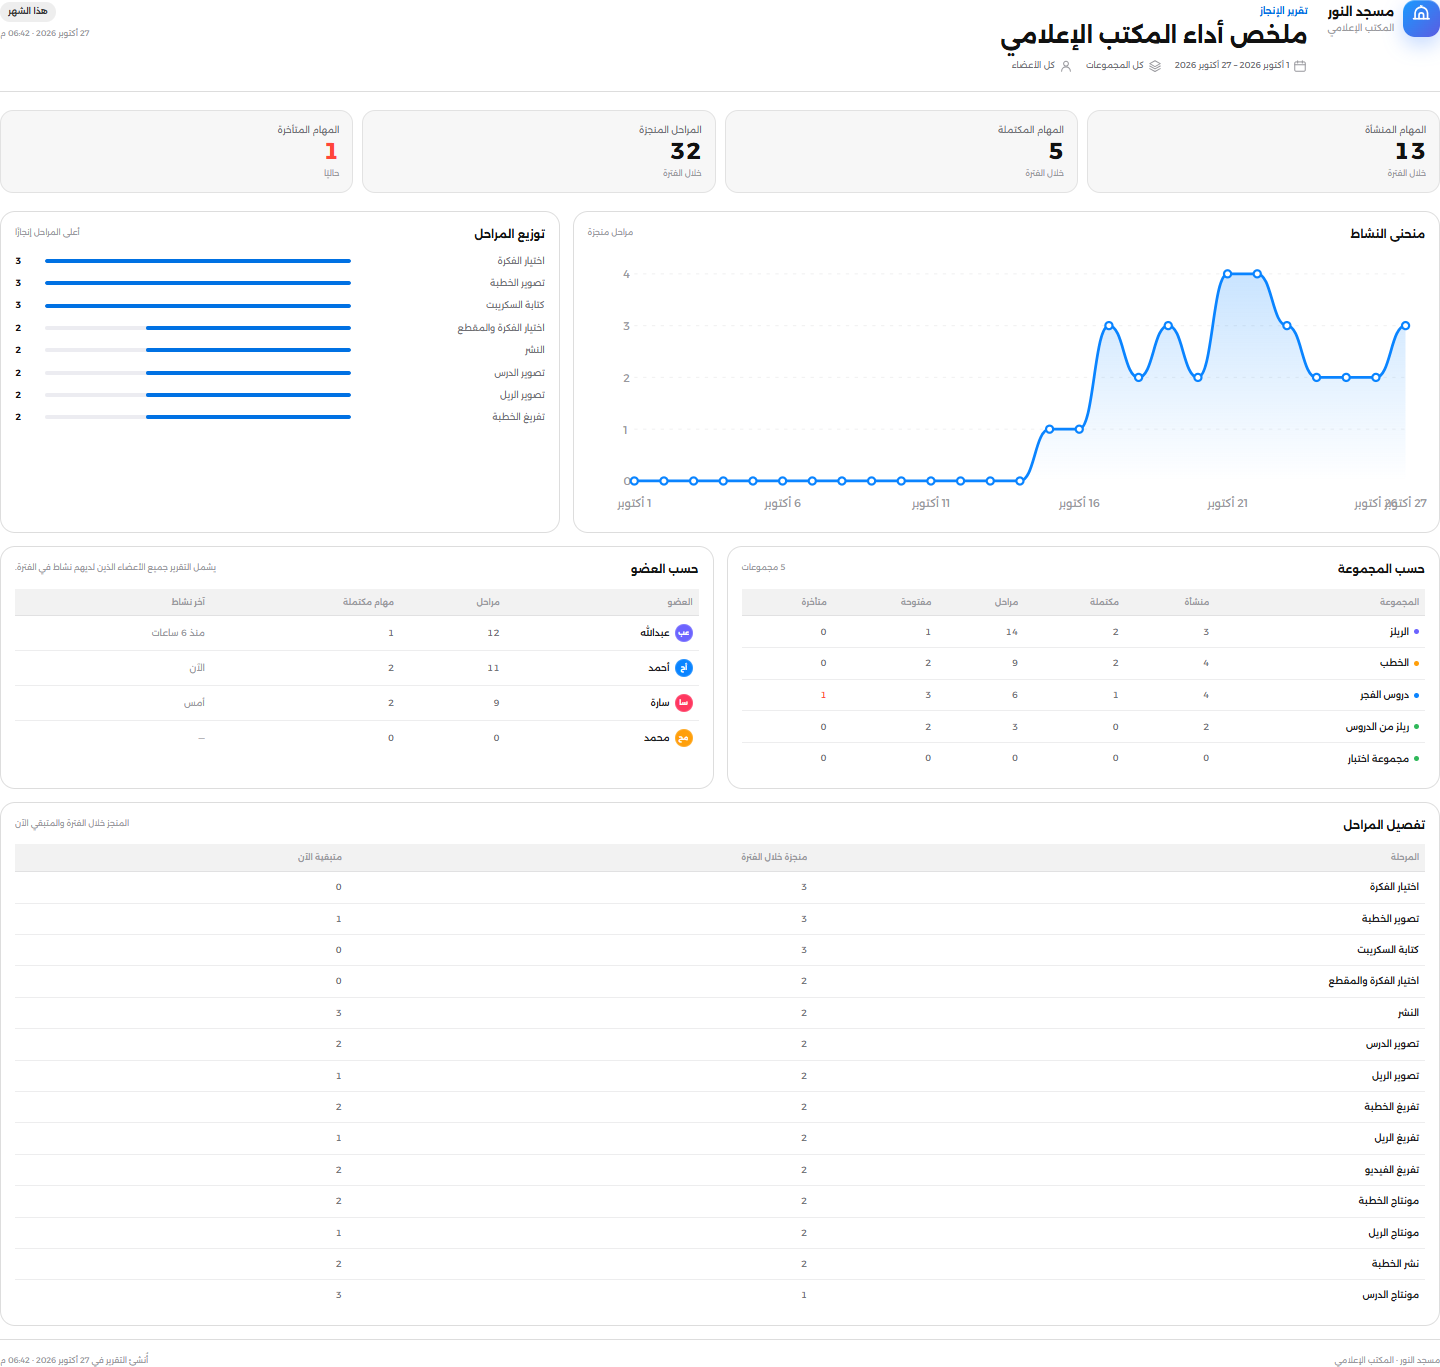 مسجد النور
المكتب الإعلامي
تقرير الإنجاز
ملخص أداء المكتب الإعلامي
1 أكتوبر 2026 – 27 أكتوبر 2026
كل المجموعات
كل الأعضاء
هذا الشهر
27 أكتوبر 2026 · 06:42 م
المهام المنشأة
13
خلال الفترة
المهام المكتملة
5
خلال الفترة
المراحل المنجزة
32
خلال الفترة
المهام المتأخرة
1
حاليًا
منحنى النشاط
مراحل منجزة
4
3
2
1
0
1 أكتوبر
6 أكتوبر
11 أكتوبر
16 أكتوبر
21 أكتوبر
26 أكتوبر
27 أكتوبر
توزيع المراحل
أعلى المراحل إنجازًا
اختيار الفكرة 3
تصوير الخطبة 3
كتابة السكريبت 3
اختيار الفكرة والمقطع 2
النشر 2
تصوير الدرس 2
تصوير الريل 2
تفريغ الخطبة 2
حسب المجموعة
5 مجموعات
المجموعة منشأة مكتملة مراحل مفتوحة متأخرة
الريلز 3 2 14 1 0
الخطب 4 2 9 2 0
دروس الفجر 4 1 6 3 1
ريلز من الدروس 2 0 3 2 0
مجموعة اختبار 0 0 0 0 0
حسب العضو
يشمل التقرير جميع الأعضاء الذين لديهم نشاط في الفترة.
العضو مراحل مهام مكتملة آخر نشاط
عب عبدالله 12 1 منذ 6 ساعات
أح أحمد 11 2 الآن
سا سارة 9 2 أمس
مح محمد 0 0 —
تفصيل المراحل
المنجز خلال الفترة والمتبقي الآن
المرحلة منجزة خلال الفترة متبقية الآن
اختيار الفكرة 3 0
تصوير الخطبة 3 1
كتابة السكريبت 3 0
اختيار الفكرة والمقطع 2 0
النشر 2 3
تصوير الدرس 2 2
تصوير الريل 2 1
تفريغ الخطبة 2 2
تفريغ الريل 2 1
تفريغ الفيديو 2 2
مونتاج الخطبة 2 2
مونتاج الريل 2 1
نشر الخطبة 2 2
مونتاج الدرس 1 3
مسجد النور · المكتب الإعلامي
أُنشئ التقرير في 27 أكتوبر 2026 · 06:42 م